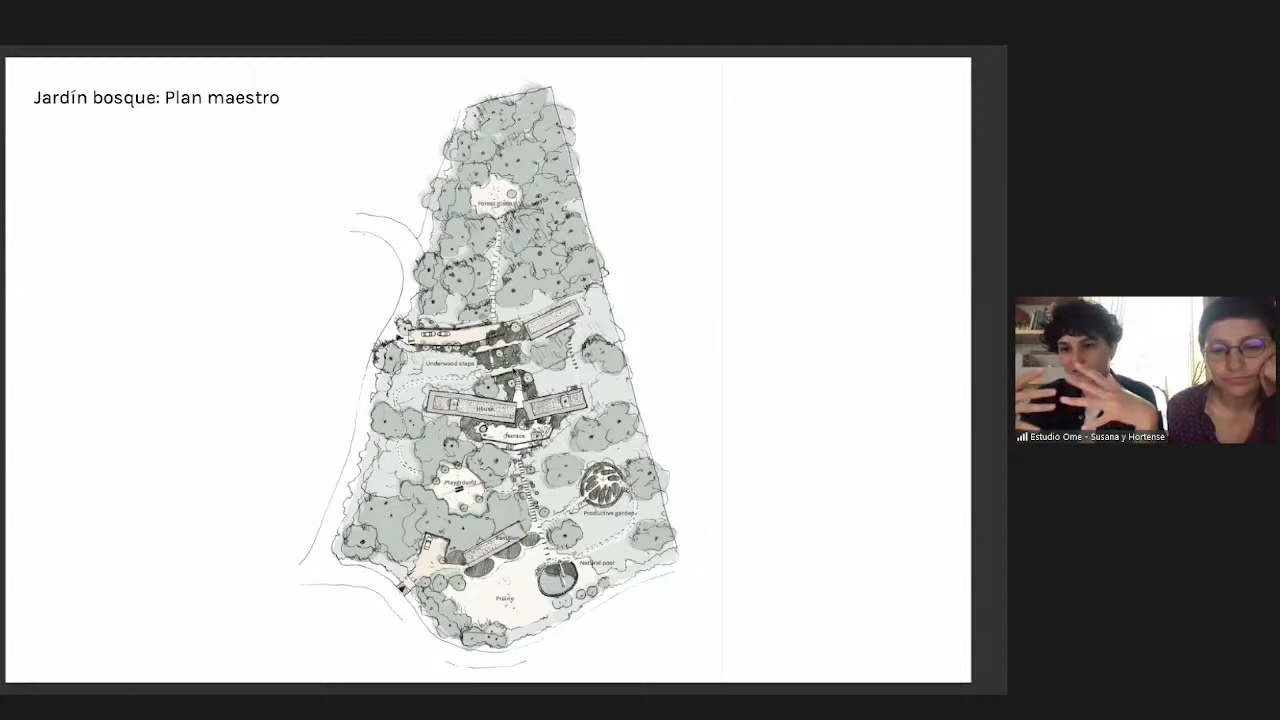 Jardín bosque: Plan maestro
Forest glade
Underwood steps
House
Terrace
Playground
Productive garden
Pavilion
Natural pool
Prairie
Estudio Ome - Susana y Hortense